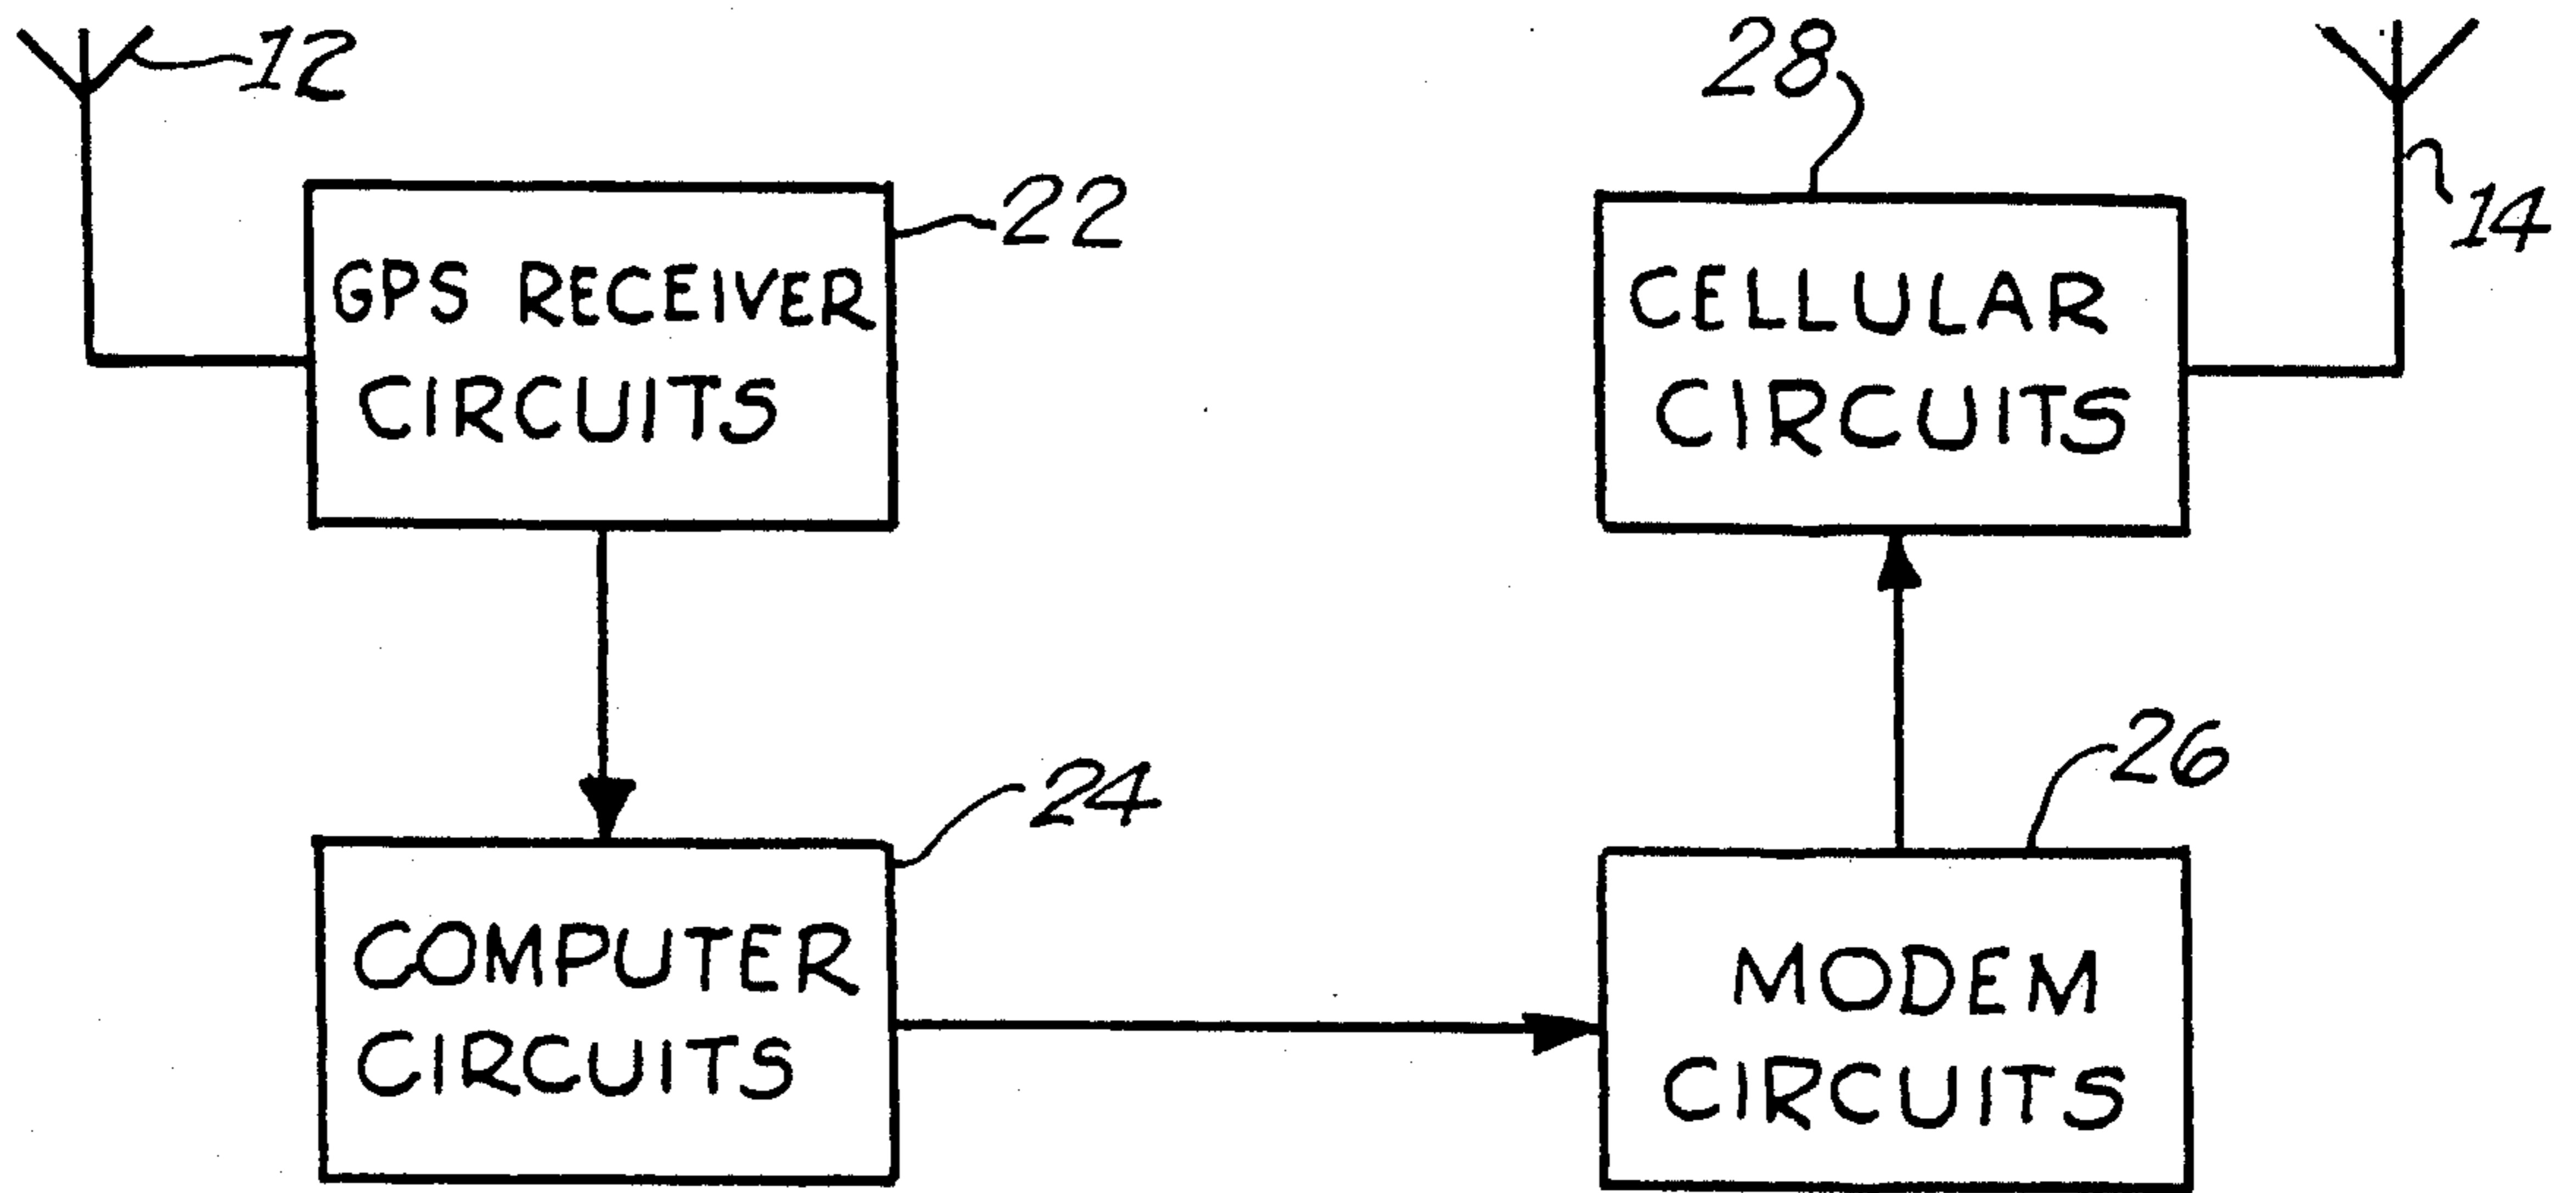 12
28
14
22
GPS RECEIVER
CIRCUITS
CELLULAR
CIRCUITS
24
26
COMPUTER
CIRCUITS
MODEM
CIRCUITS